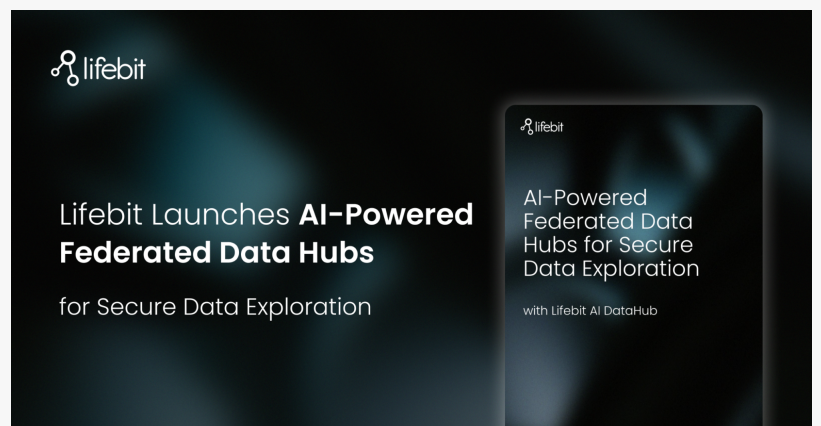 lifebit
Lifebit Launches AI-Powered
Federated Data Hubs
for Secure Data Exploration
lifebit
AI-Powered
Federated Data
Hubs for Secure
Data Exploration
with Lifebit AI DataHub